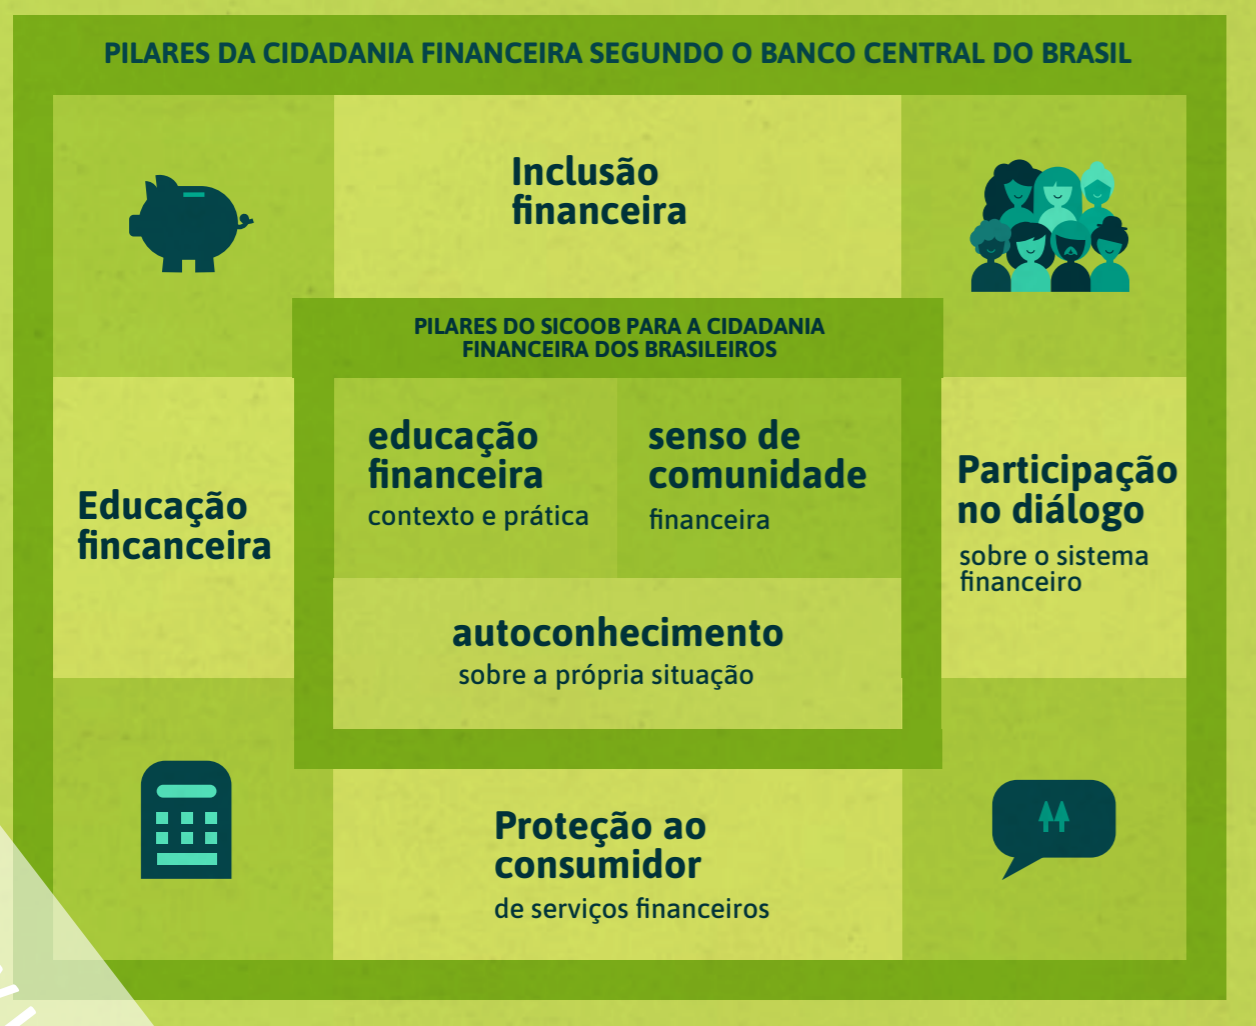 PILARES DA CIDADANIA FINANCEIRA SEGUNDO O BANCO CENTRAL DO BRASIL
Inclusão
financeira
PILARES DO SICOOB PARA A CIDADANIA
FINANCEIRA DOS BRASILEIROS
Educação
fincanceira
educação
financeira
contexto e prática
senso de
comunidade
financeira
Participação
no diálogo
sobre o sistema
financeiro
autoconhecimento
sobre a própria situação
Proteção ao
consumidor
de serviços financeiros